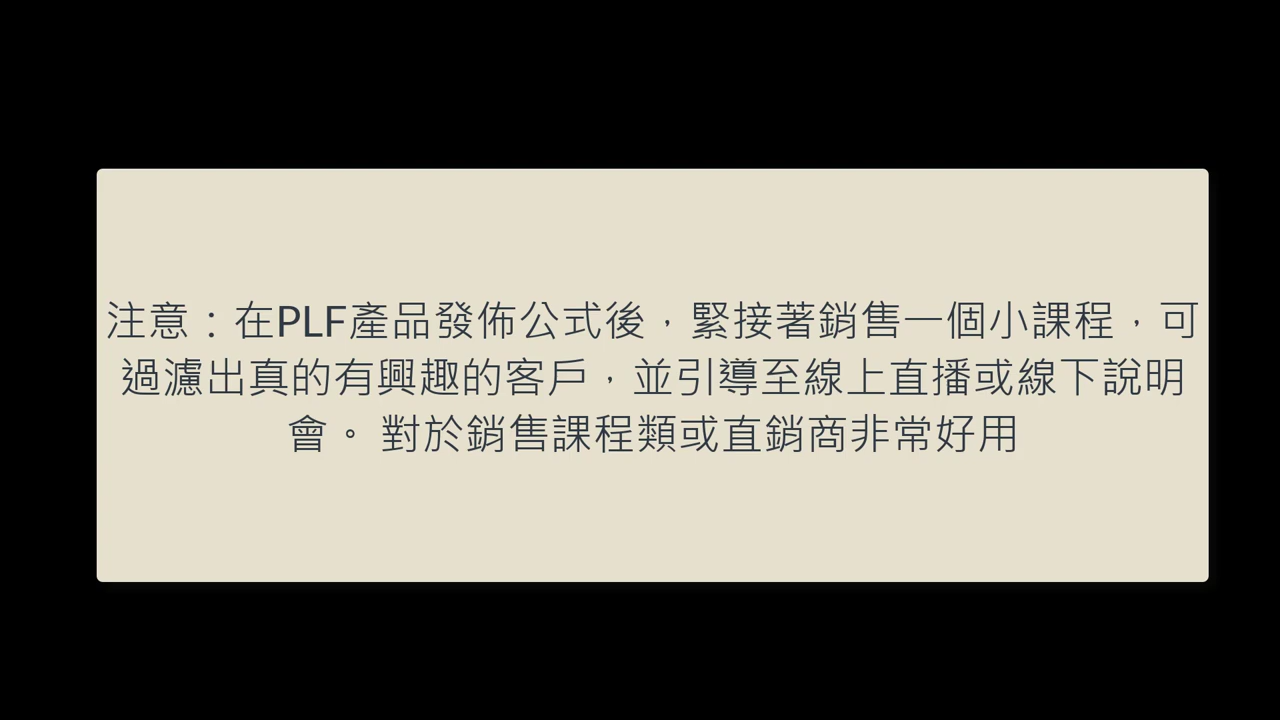 注意：在PLF產品發佈公式後，緊接著銷售一個小課程，可
過濾出真的有興趣的客戶，並引導至線上直播或線下說明
會。 對於銷售課程類或直銷商非常好用